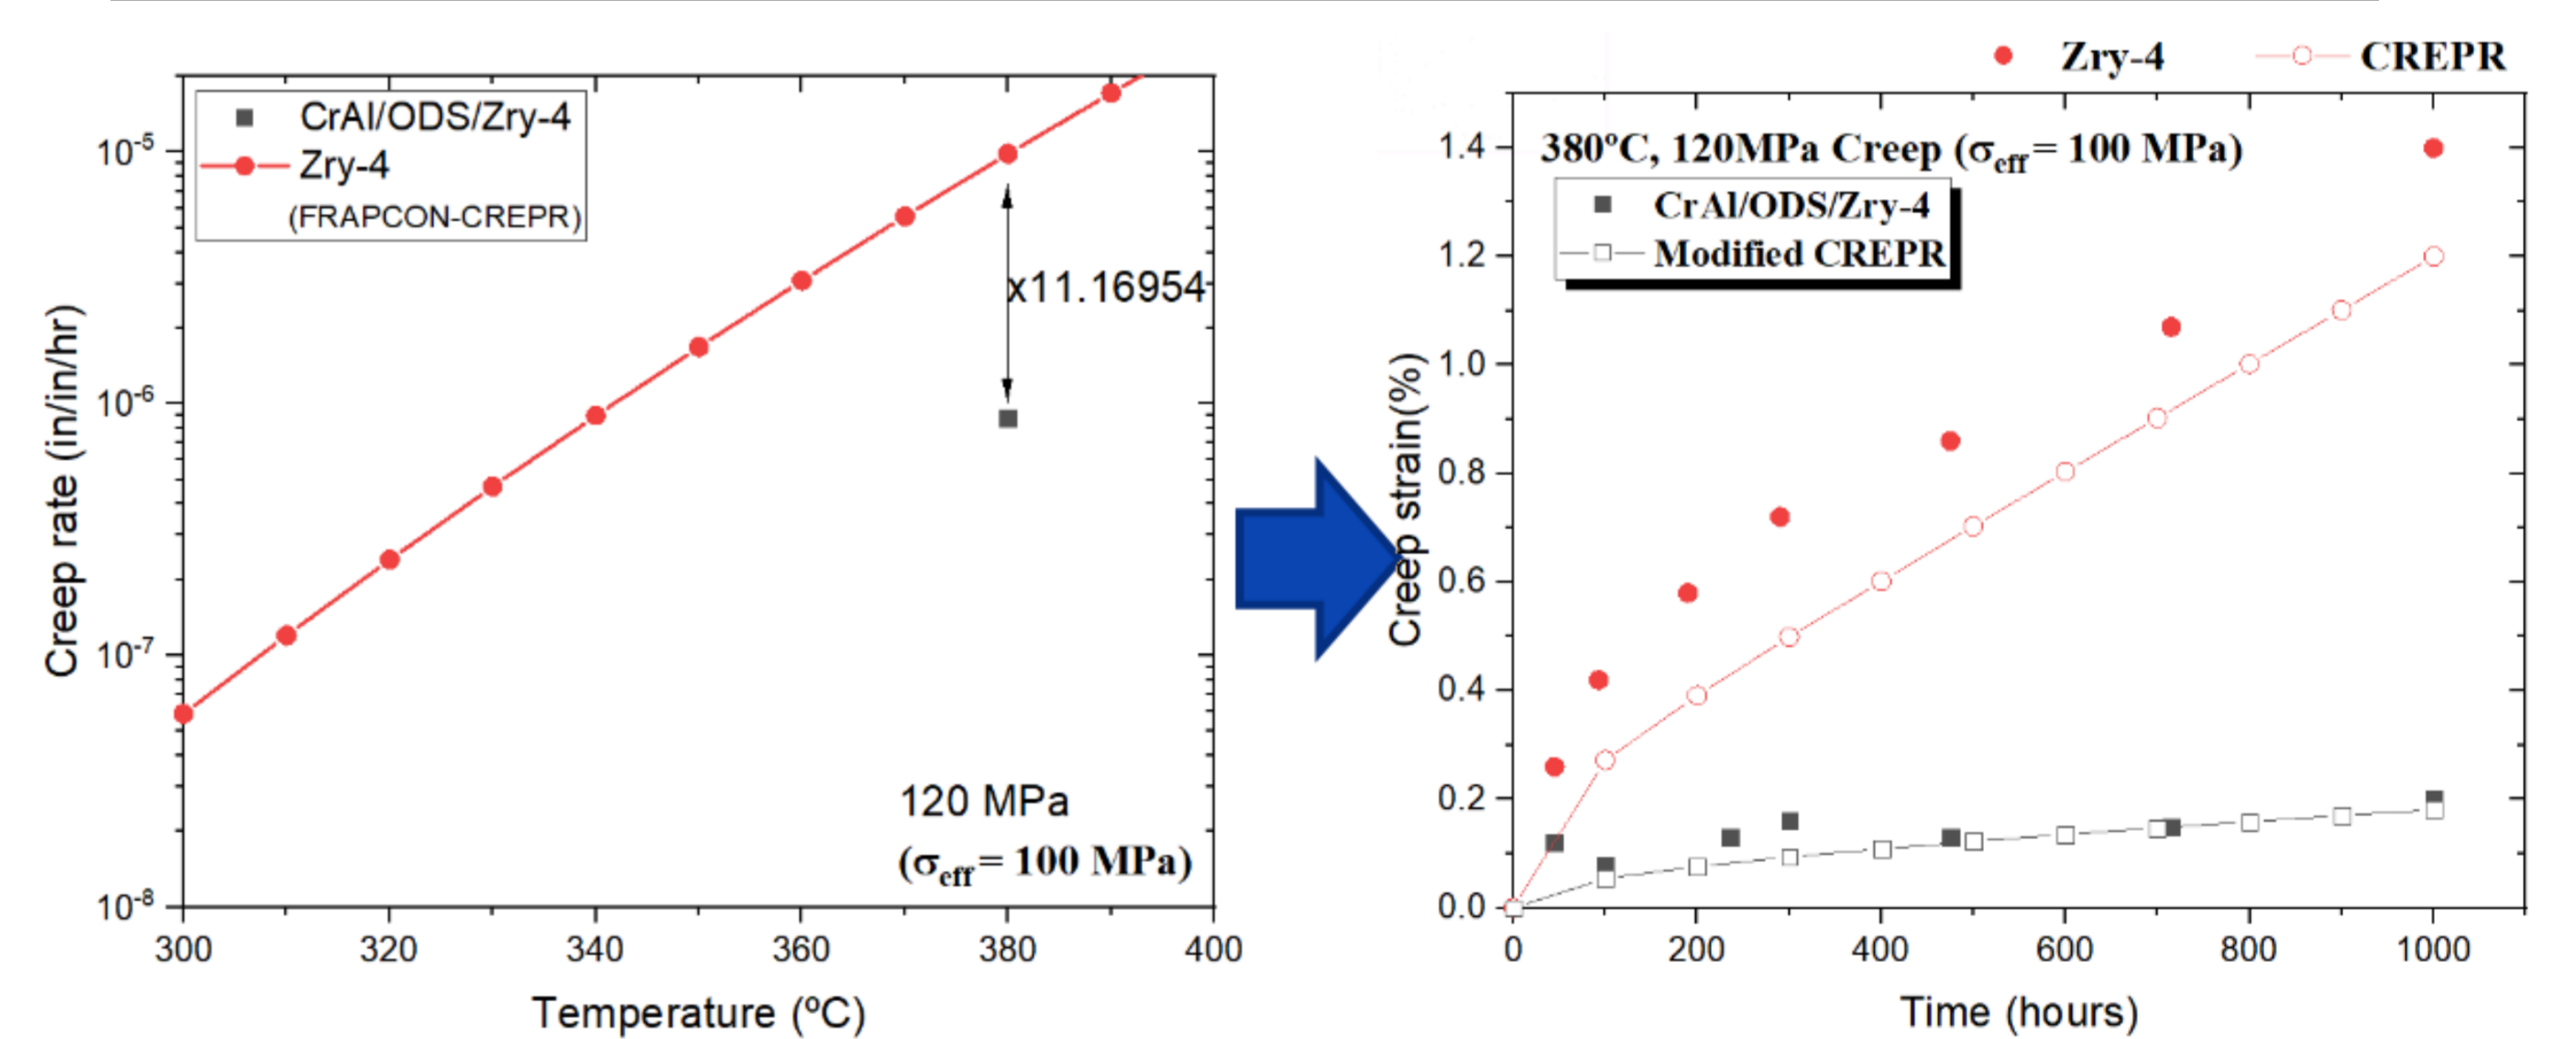 CrAl/ODS/Zry-4
Zry-4
(FRAPCON-CREPR)
x11.16954
120 MPa
(σeff = 100 MPa)
Creep rate (in/in/hr)
10-5
10-6
10-7
10-8
300 320 340 360 380 400
Temperature (ºC)
Zry-4 CREPR
380ºC, 120MPa Creep (σeff = 100 MPa)
CrAl/ODS/Zry-4
Modified CREPR
Creep strain(%)
1.4
1.2
1.0
0.8
0.6
0.4
0.2
0.0
0 200 400 600 800 1000
Time (hours)